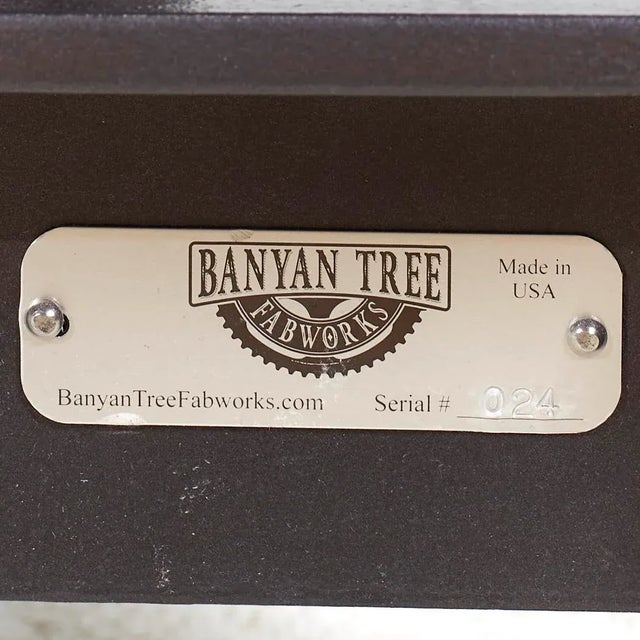 BANYAN TREE
FABWORKS
Made in
USA
BanyanTreeFabworks.com
Serial # 024